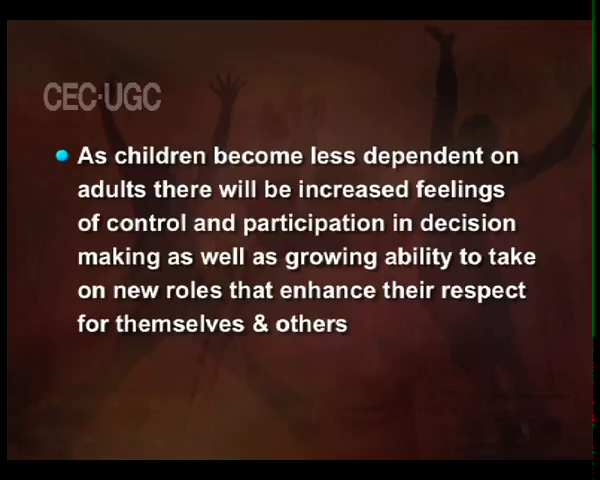 CEC-UGC
As children become less dependent on
adults there will be increased feelings
of control and participation in decision
making as well as growing ability to take
on new roles that enhance their respect
for themselves & others